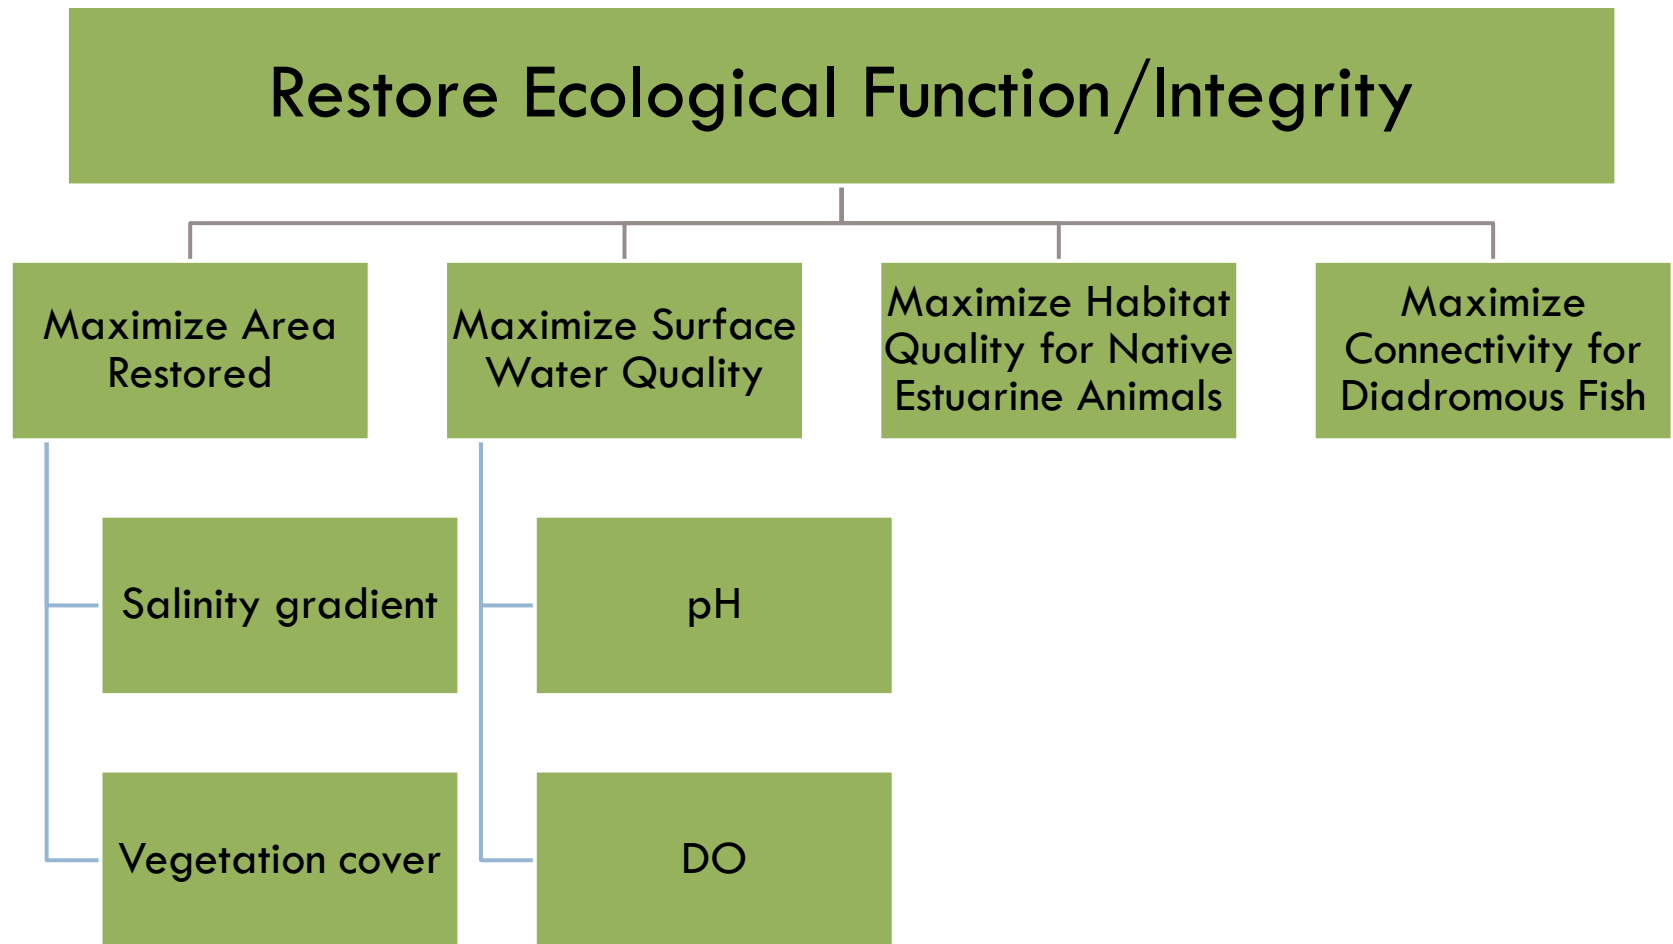 Restore Ecological Function/Integrity
Maximize Area
Restored
Maximize Surface
Water Quality
Maximize Habitat
Quality for Native
Estuarine Animals
Maximize
Connectivity for
Diadromous Fish
Salinity gradient
pH
Vegetation cover
DO